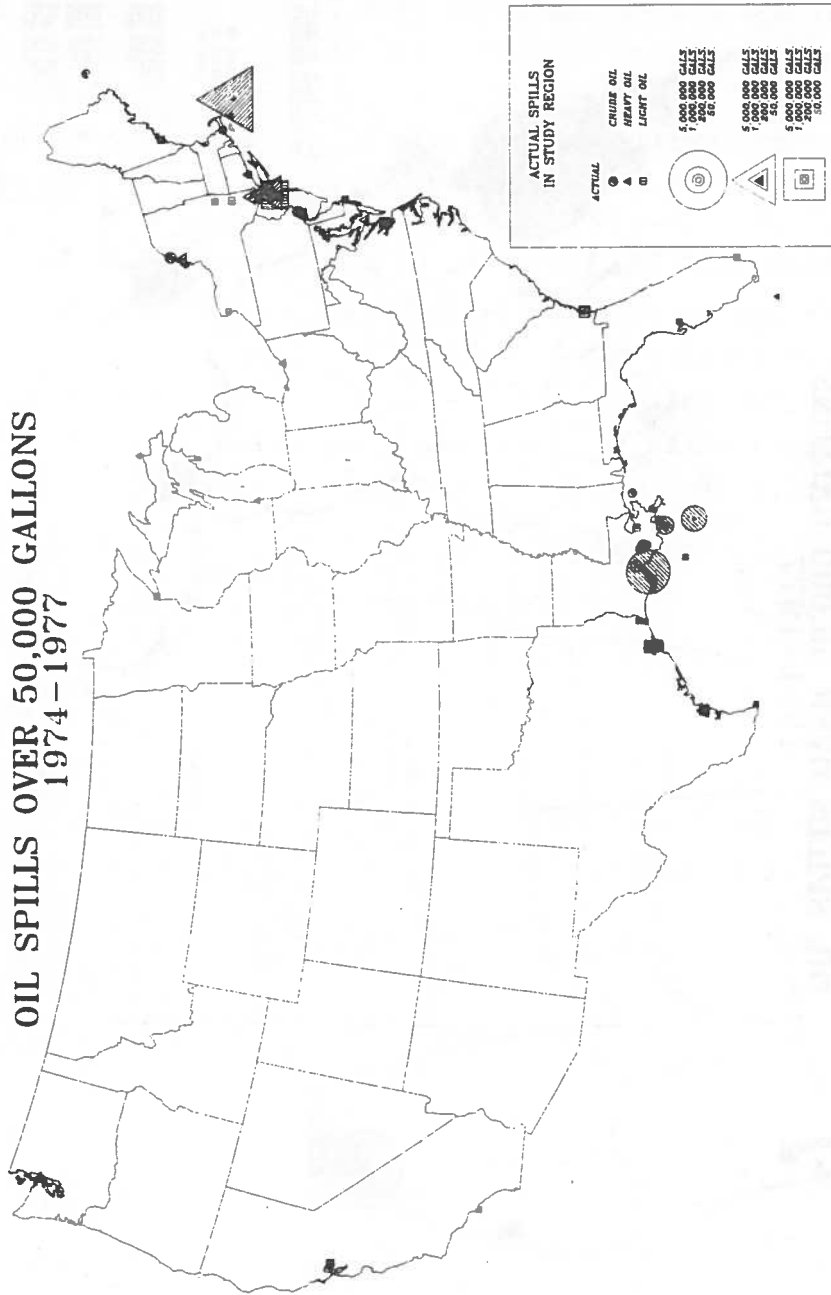 OIL SPILLS OVER 50,000 GALLONS
1974-1977
ACTUAL SPILLS
IN STUDY REGION
ACTUAL
CRUDE OIL
HEAVY OIL
LIGHT OIL
5,000,000 GALS.
1,000,000 GALS.
200,000 GALS.
50,000 GALS.
5,000,000 GALS.
1,000,000 GALS.
200,000 GALS.
50,000 GALS.
5,000,000 GALS.
1,000,000 GALS.
200,000 GALS.
50,000 GALS.